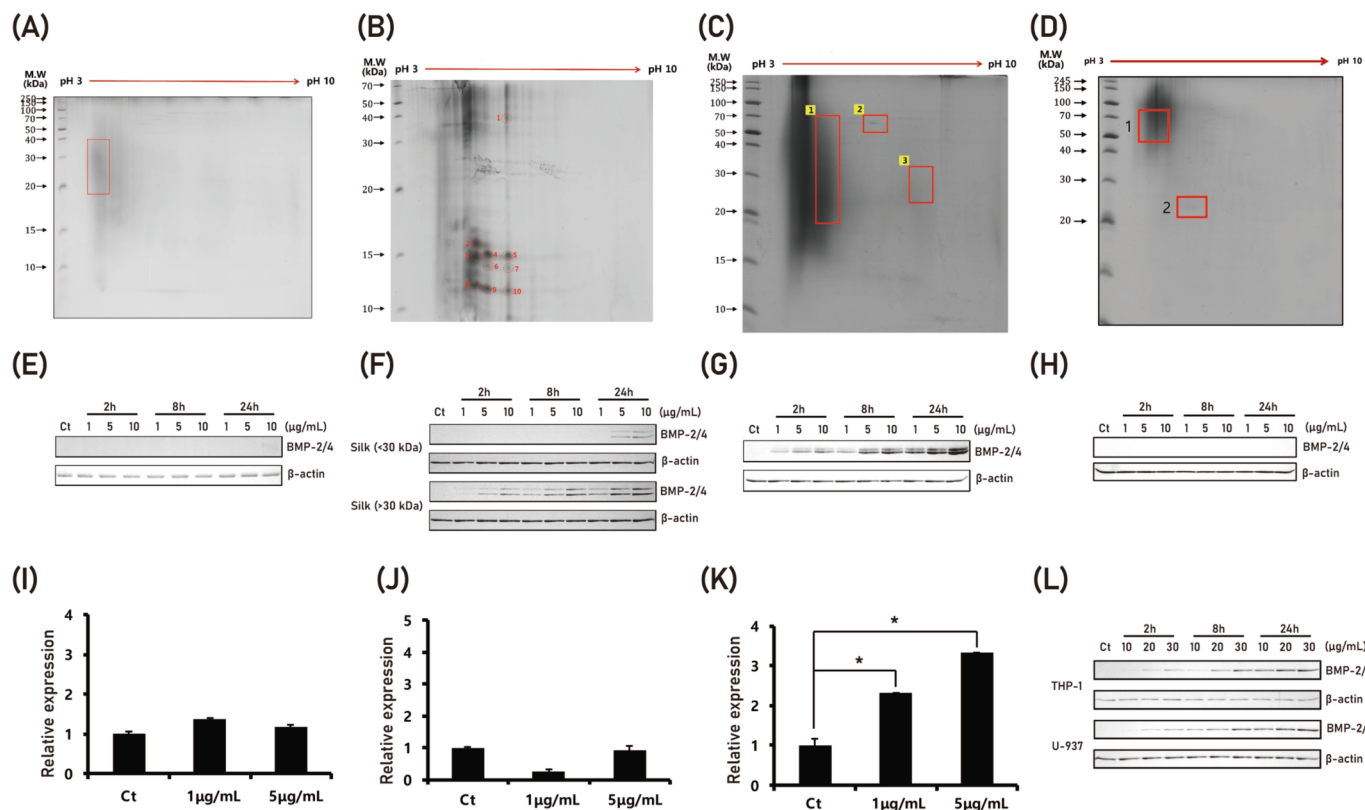 (A)
M.W
(kDa)
pH 3
pH 10
250
150
100
70
50
40
30
20
15
10
(B)
M.W
(kDa)
pH 3
pH 10
70
50
40
30
20
15
10
1
2
4
5
6
7
10
(C)
M.W
(kDa)
pH 3
pH 10
245
150
100
70
50
40
30
20
15
10
1
2
3
(D)
M.W
(kDa)
pH 3
pH 10
245
150
100
70
50
40
30
20
1
2
(E)
2h 8h 24h
Ct 1 5 10 1 5 10 1 5 10 (μg/mL)
BMP-2/4
β-actin
(F)
2h 8h 24h
Ct 1 5 10 1 5 10 1 5 10 (μg/mL)
Silk (<30 kDa)
BMP-2/4
β-actin
Silk (>30 kDa)
BMP-2/4
β-actin
(G)
2h 8h 24h
Ct 1 5 10 1 5 10 1 5 10 (μg/mL)
BMP-2/4
β-actin
(H)
2h 8h 24h
Ct 1 5 10 1 5 10 1 5 10 (μg/mL)
BMP-2/4
β-actin
(I)
Relative expression
4
3
2
1
0
Ct 1μg/mL 5μg/mL
(J)
Relative expression
5
4
3
2
1
0
Ct 1μg/mL 5μg/mL
(K)
Relative expression
4
3
2
1
0
*
*
Ct 1μg/mL 5μg/mL
(L)
2h 8h 24h
Ct 10 20 30 10 20 30 10 20 30 (μg/mL)
THP-1
BMP-2/
β-actin
U-937
BMP-2/
β-actin